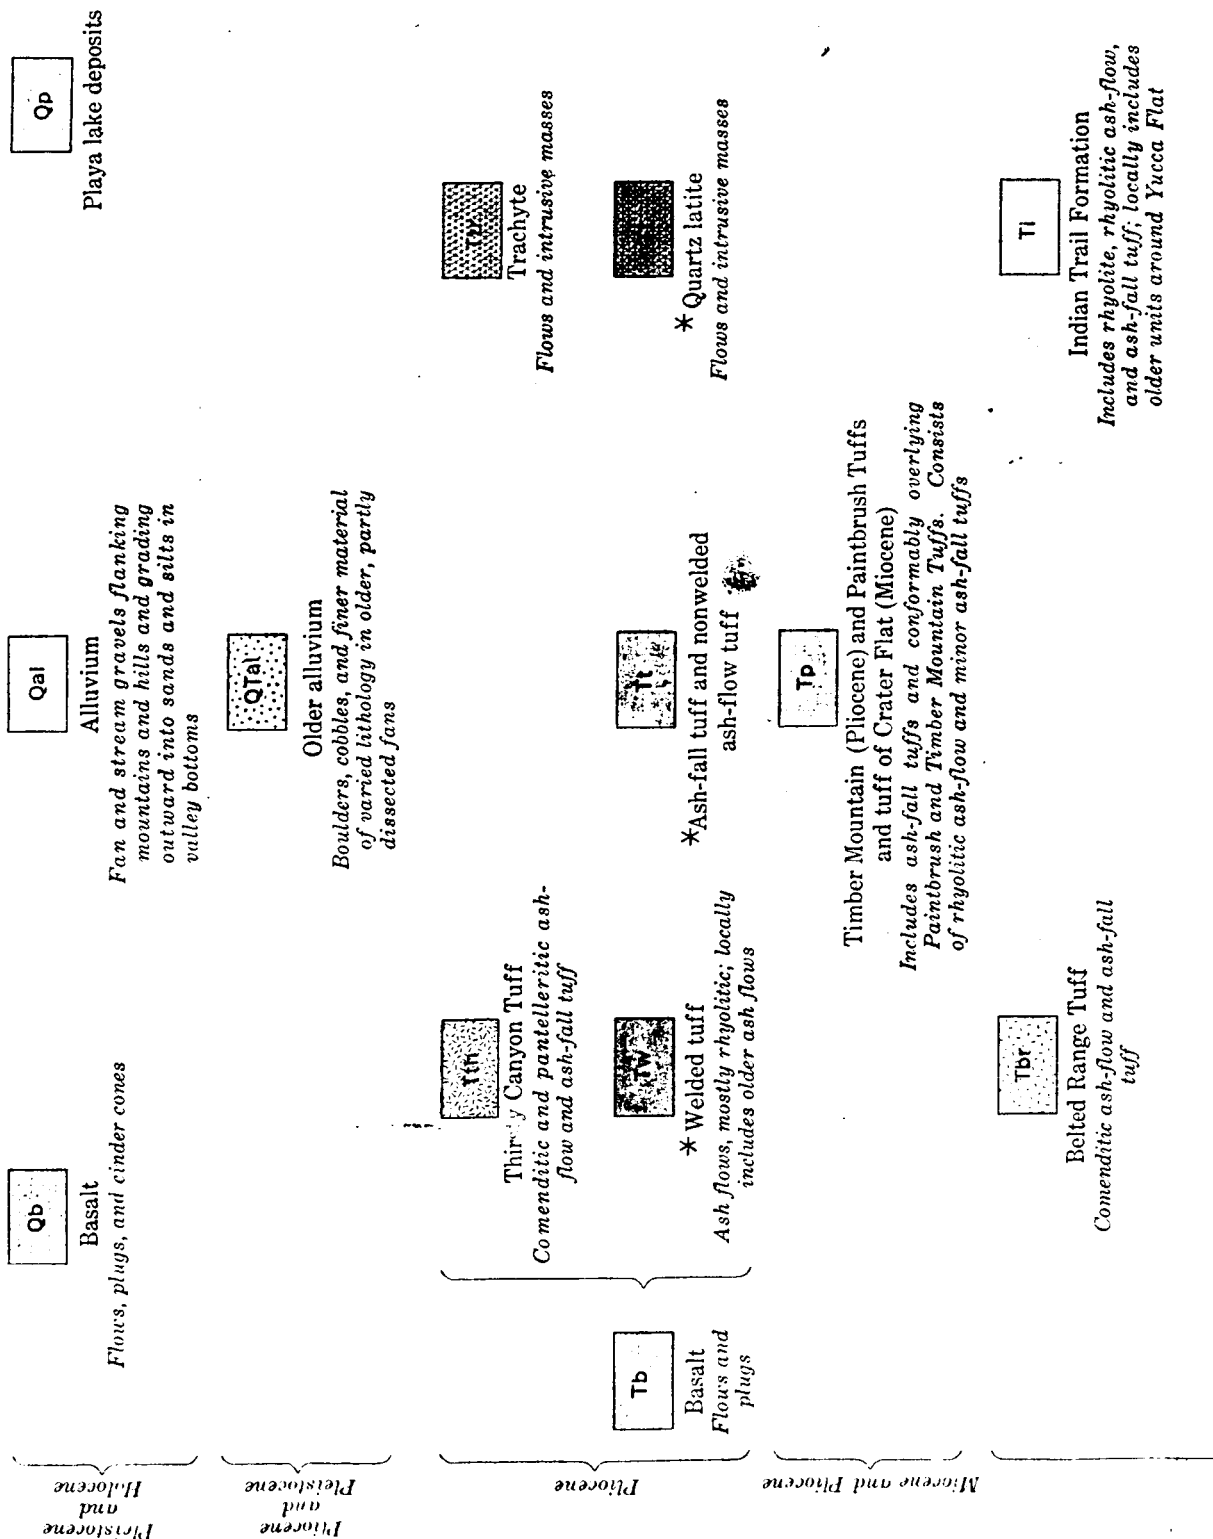 Pleistocene
and
Holocene
Qb
Basalt
Flows, plugs, and cinder cones
Qal
Alluvium
Fan and stream gravels flanking
mountains and hills and grading
outward into sands and silts in
valley bottoms
Qp
Playa lake deposits
Pliocene
and
Pleistocene
QTal
Older alluvium
Boulders, cobbles, and finer material
of varied lithology in older, partly
dissected fans
Pliocene
Tb
Basalt
Flows and
plugs
Tth
Thirsty Canyon Tuff
Comenditic and pantelleritic ash-
flow and ash-fall tuff
Trachyte
Flows and intrusive masses
Tw
*Welded tuff
Ash flows, mostly rhyolitic; locally
includes older ash flows
Tt
*Ash-fall tuff and nonwelded
ash-flow tuff
*Quartz latite
Flows and intrusive masses
Miocene and Pliocene
Tp
Timber Mountain (Pliocene) and Paintbrush Tuffs
and tuff of Crater Flat (Miocene)
Includes ash-fall tuffs and conformably overlying
Paintbrush and Timber Mountain Tuffs. Consists
of rhyolitic ash-flow and minor ash-fall tuffs
Tbr
Belted Range Tuff
Comenditic ash-flow and ash-fall
tuff
Ti
Indian Trail Formation
Includes rhyolite, rhyolitic ash-flow,
and ash-fall tuff; locally includes
older units around Yucca Flat